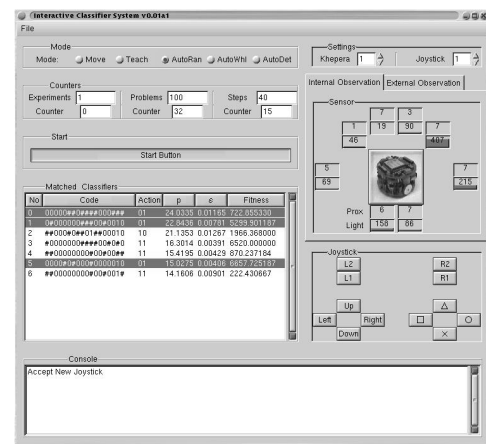 Interactive Classifier System v0.01a1
File
Mode
Mode: Move Teach AutoRan AutoWhl AutoDet
Counters
Experiments 1 Problems 100 Steps 40
Counter 0 Counter 32 Counter 15
Start
Start Button
Matched Classifiers
No Code Action p ε Fitness
0 00000##0####000### 01 24.0335 0.01165 722.855330
1 0#0000000##00#0010 01 22.8436 0.00781 5299.901187
2 ##000#0##01##00010 10 21.1353 0.01267 1966.368000
3 #0000000####00#0#0 11 16.3014 0.00391 6520.000000
4 ##00000000#00#00## 11 15.4195 0.00429 870.237184
5 0000#0#000#0000010 01 15.0275 0.00406 6657.725187
6 ##00000000#00#001# 11 14.1606 0.00901 222.430667
Settings
Khepera 1 Joystick 1
Internal Observation External Observation
Sensor
7 3
1 19 90 7
46 487
5 7
69 215
Prox 6 7
Light 158 86
Joystick
L2 R2
L1 R1
Up △
Left Right □ ○
Down ×
Console
Accept New Joystick